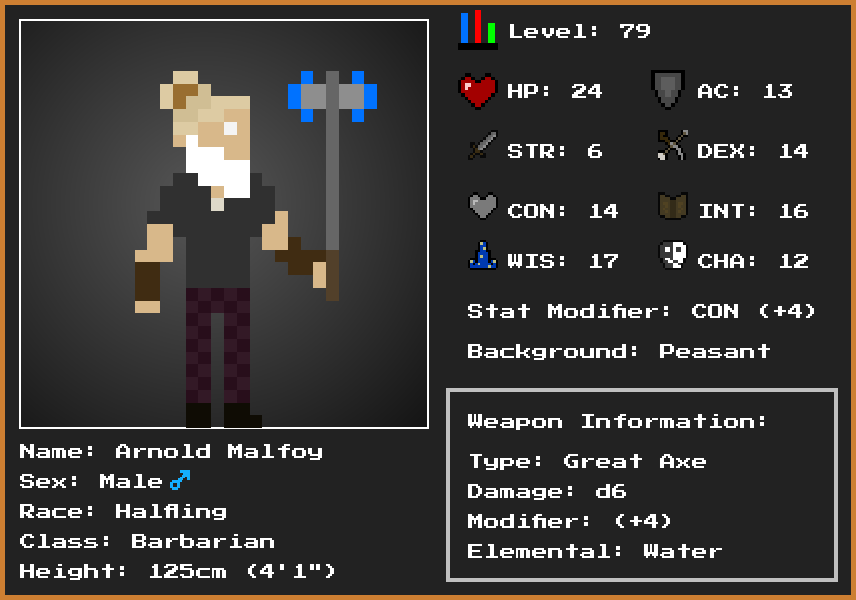 Level: 79
HP: 24 AC: 13
STR: 6 DEX: 14
CON: 14 INT: 16
WIS: 17 CHA: 12
Stat Modifier: CON (+4)
Background: Peasant
Weapon Information:
Type: Great Axe
Damage: d6
Modifier: (+4)
Elemental: Water
Name: Arnold Malfoy
Sex: Male♂
Race: Halfling
Class: Barbarian
Height: 125cm (4'1")